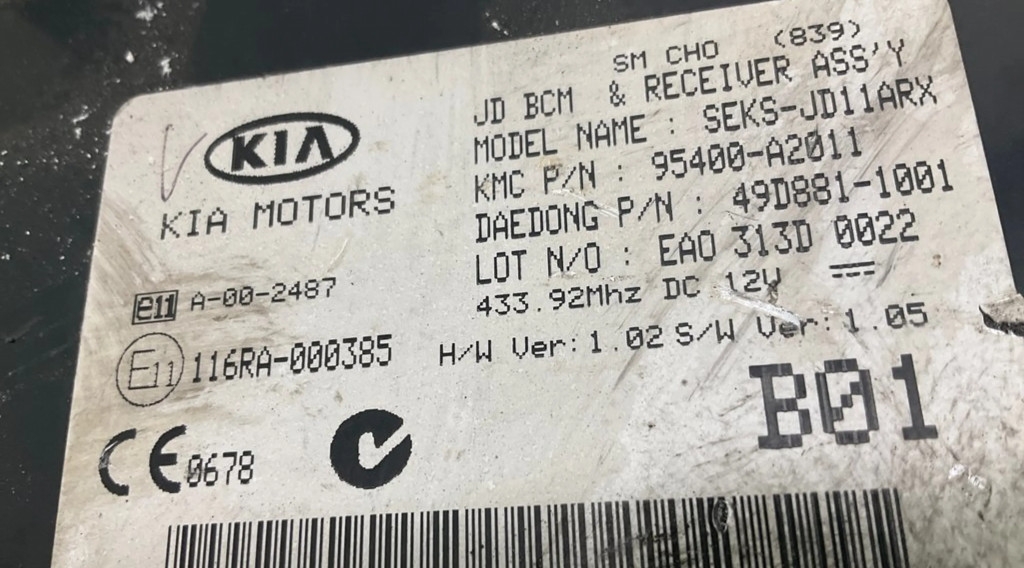 SM CHO (839)
JD BCM & RECEIVER ASS'Y
MODEL NAME : SEKS-JD11ARX
KMC P/N : 95400-A2011
DAEDONG P/N : 49D881-1001
LOT N/O : EAO 313D 0022
433.92Mhz DC 12V
H/W Ver:1.02 S/W Ver:1.05
KIA
KIA MOTORS
e11 A-00-2487
E11 116RA-000385
CE 0678
B01